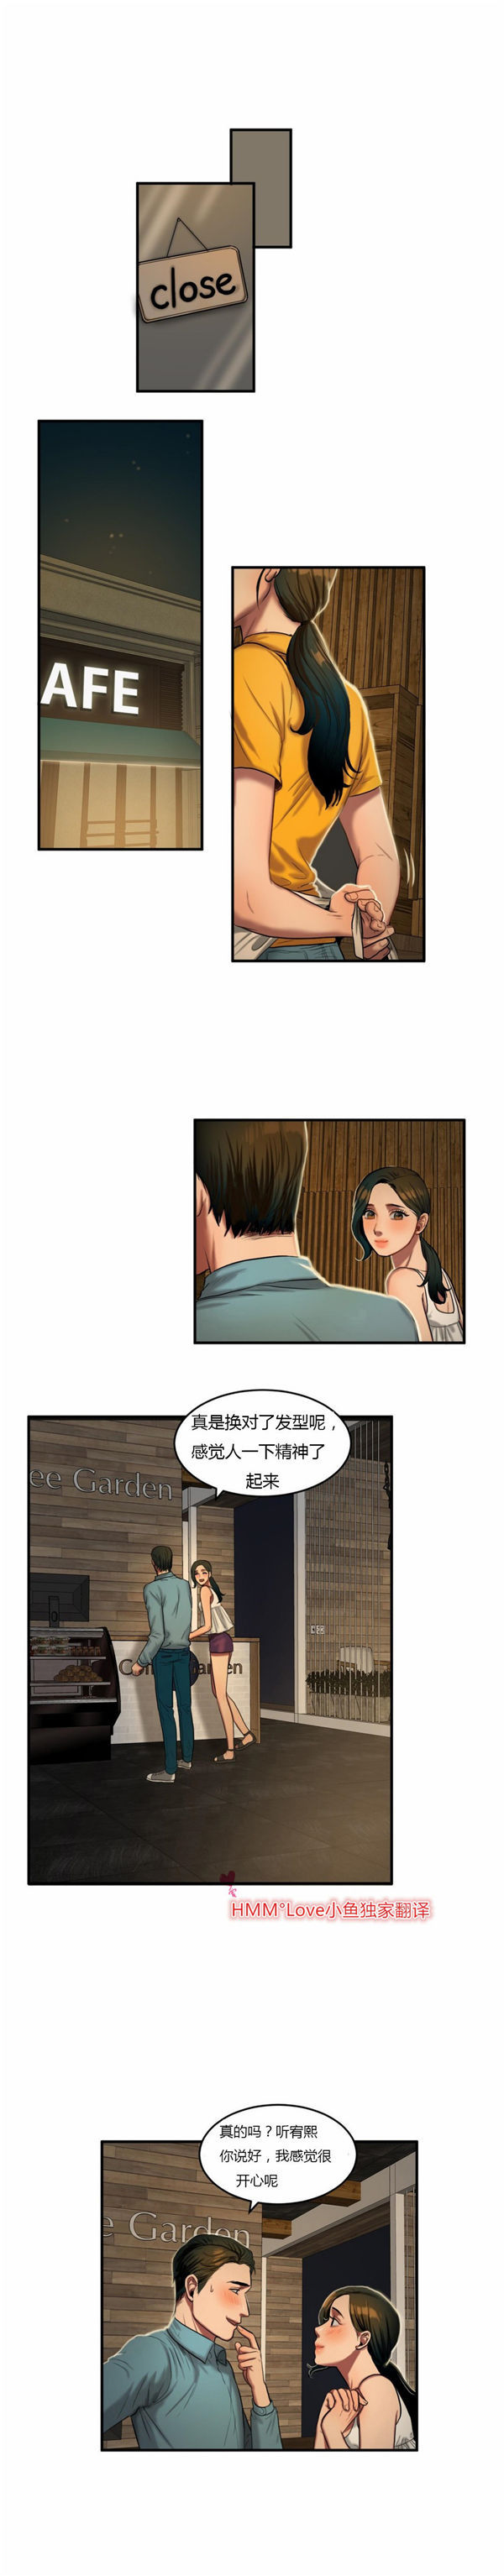 close
AFE
真是换对了发型呢，
感觉人一下精神了
起来
ee Garden
HMM°Love小鱼独家翻译
真的吗？听宥熙
你说好，我感觉很
开心呢
e Garden